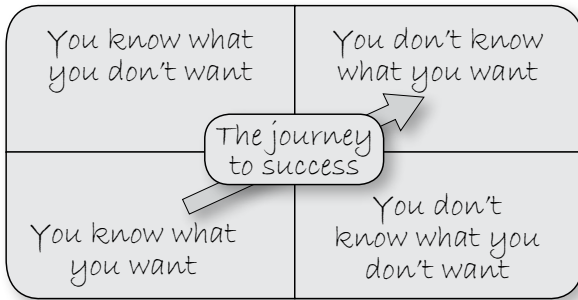 You know what
you don't want
You don't know
what you want
The journey
to success
You know what
you want
You don't
know what you
don't want